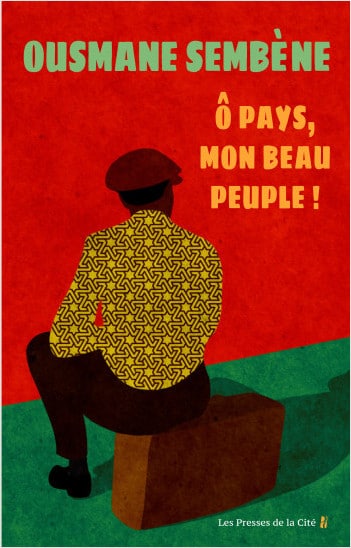 OUSMANE SEMBÈNE
Ô PAYS,
MON BEAU
PEUPLE !
Les Presses de la Cité